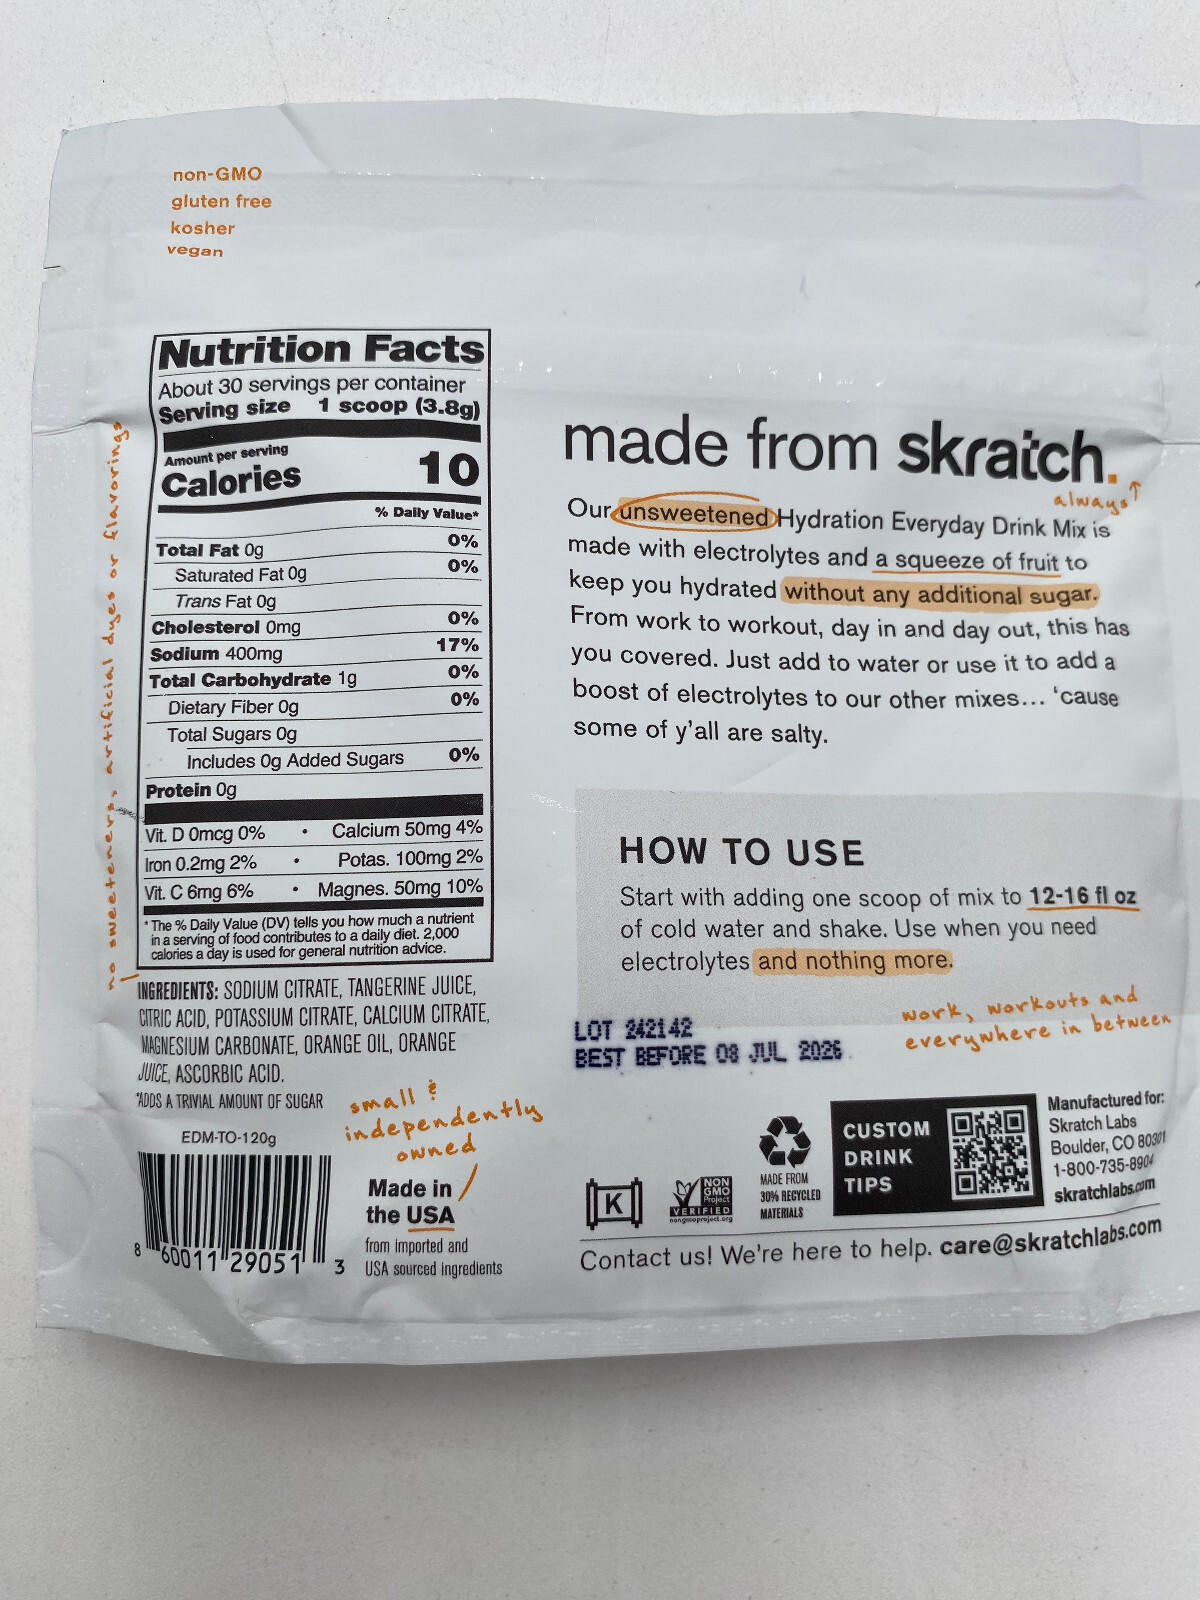 non-GMO
gluten free
kosher
vegan
no sweeteners, artificial dyes or flavorings
Nutrition Facts
About 30 servings per container
Serving size 1 scoop (3.8g)
Amount per serving
Calories 10
% Daily Value*
Total Fat 0g 0%
Saturated Fat 0g 0%
Trans Fat 0g
Cholesterol 0mg 0%
Sodium 400mg 17%
Total Carbohydrate 1g 0%
Dietary Fiber 0g 0%
Total Sugars 0g
Includes 0g Added Sugars 0%
Protein 0g
Vit. D 0mcg 0% • Calcium 50mg 4%
Iron 0.2mg 2% • Potas. 100mg 2%
Vit. C 6mg 6% • Magnes. 50mg 10%
* The % Daily Value (DV) tells you how much a nutrient
in a serving of food contributes to a daily diet. 2,000
calories a day is used for general nutrition advice.
INGREDIENTS: SODIUM CITRATE, TANGERINE JUICE,
CITRIC ACID, POTASSIUM CITRATE, CALCIUM CITRATE,
MAGNESIUM CARBONATE, ORANGE OIL, ORANGE
JUICE, ASCORBIC ACID.
*ADDS A TRIVIAL AMOUNT OF SUGAR
EDM-TO-120g
8 60011 29051 3
small &
independently
owned
Made in
the USA
from imported and
USA sourced ingredients
made from skratch.
always
Our unsweetened Hydration Everyday Drink Mix is
made with electrolytes and a squeeze of fruit to
keep you hydrated without any additional sugar.
From work to workout, day in and day out, this has
you covered. Just add to water or use it to add a
boost of electrolytes to our other mixes... 'cause
some of y'all are salty.
HOW TO USE
Start with adding one scoop of mix to 12-16 fl oz
of cold water and shake. Use when you need
electrolytes and nothing more.
work, workouts and
everywhere in between
LOT 242142
BEST BEFORE 08 JUL 2026
K
NON
GMO
Project
VERIFIED
nongmoproject.org
MADE FROM
30% RECYCLED
MATERIALS
CUSTOM
DRINK
TIPS
Manufactured for:
Skratch Labs
Boulder, CO 80301
1-800-735-8904
skratchlabs.com
Contact us! We're here to help. care@skratchlabs.com